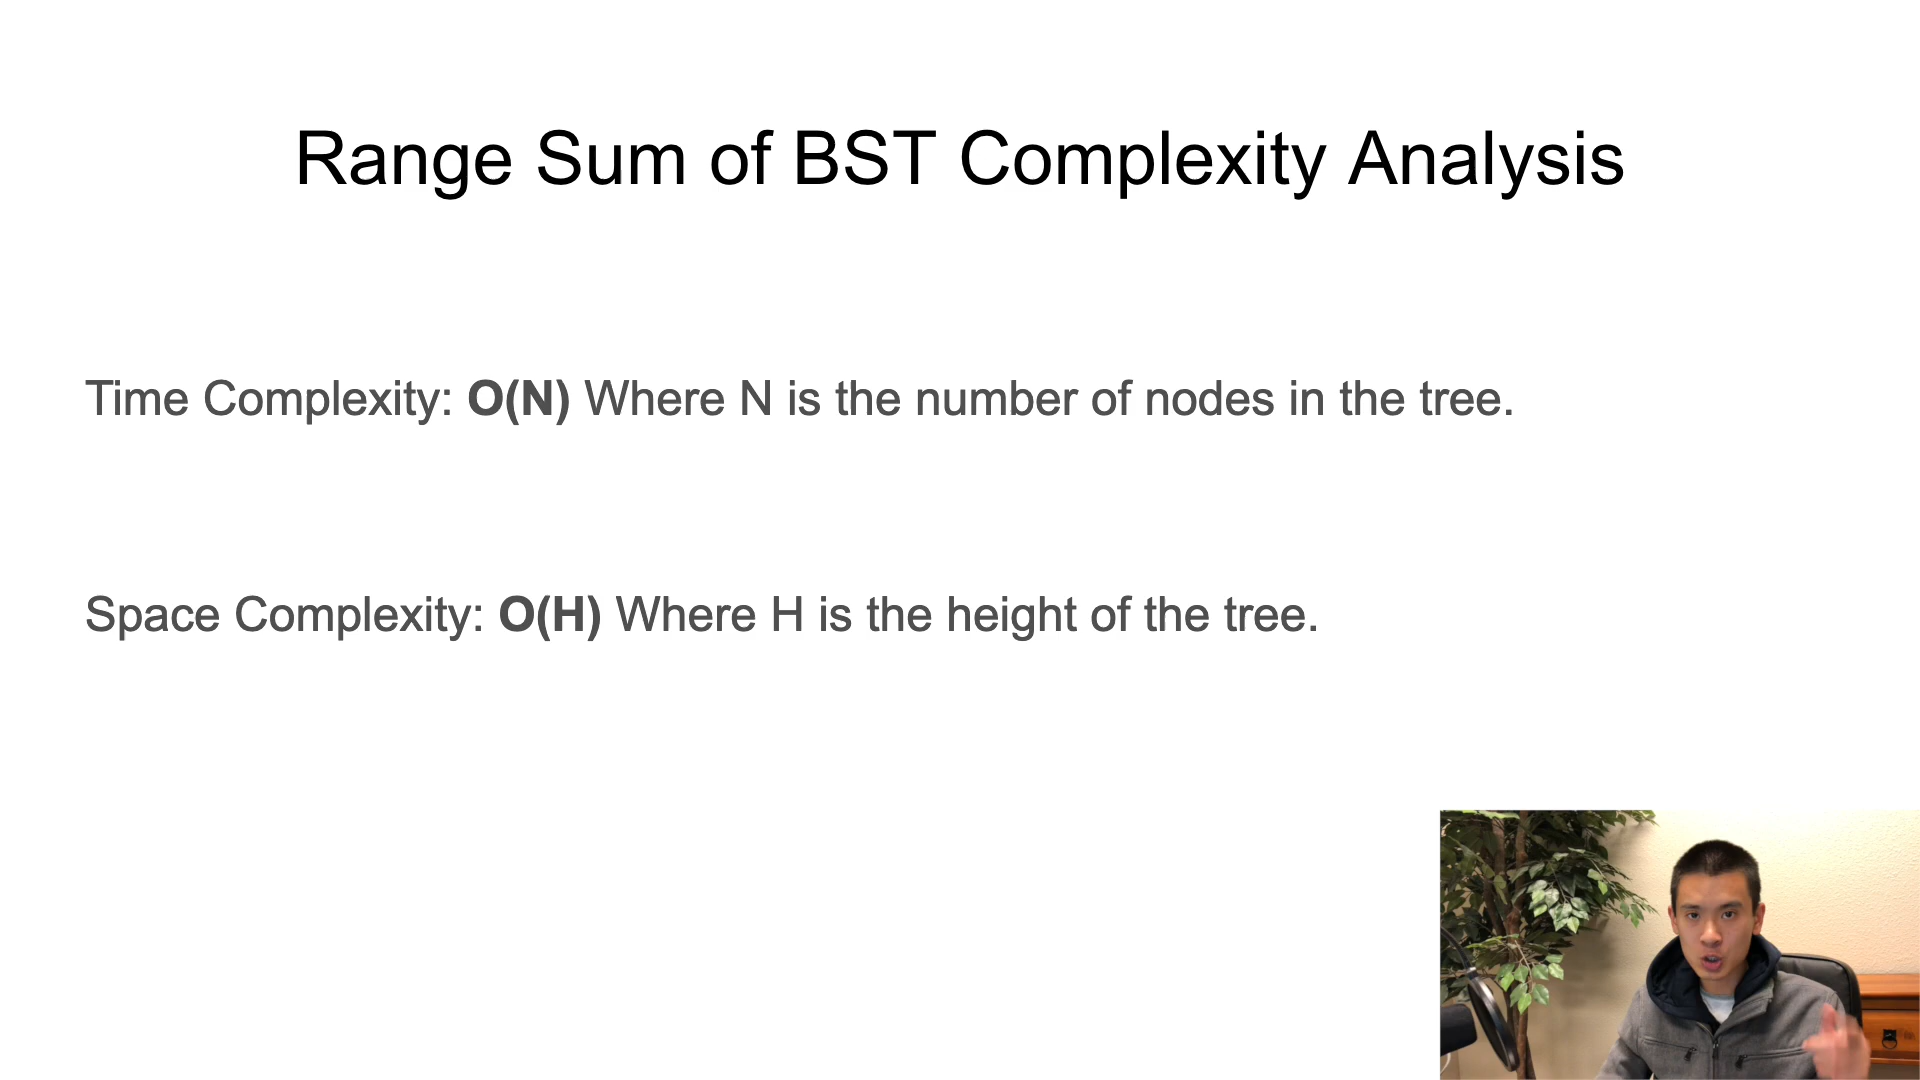 Range Sum of BST Complexity Analysis
Time Complexity: O(N) Where N is the number of nodes in the tree.
Space Complexity: O(H) Where H is the height of the tree.